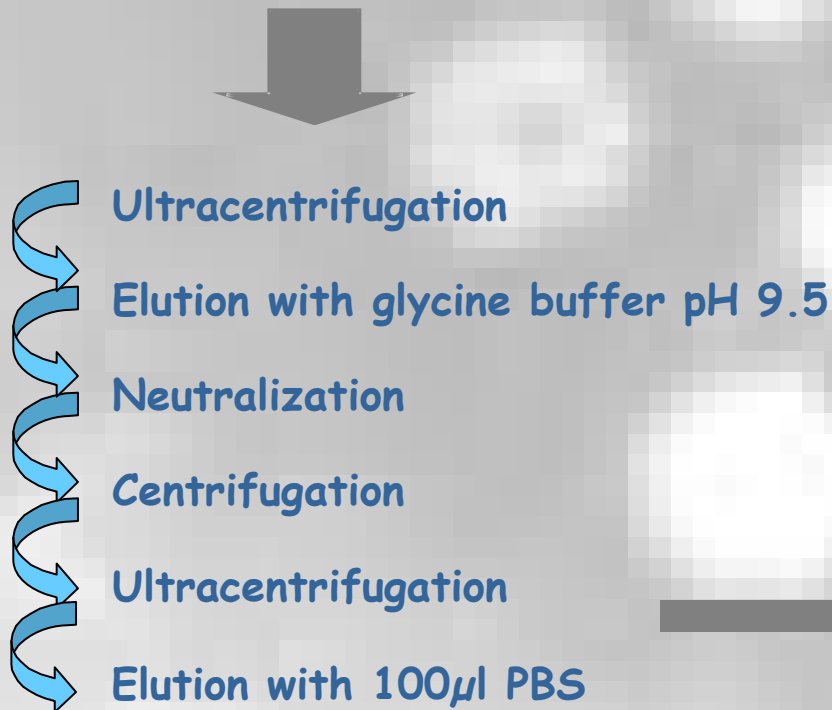 Ultracentrifugation
Elution with glycine buffer pH 9.5
Neutralization
Centrifugation
Ultracentrifugation
Elution with 100µl PBS